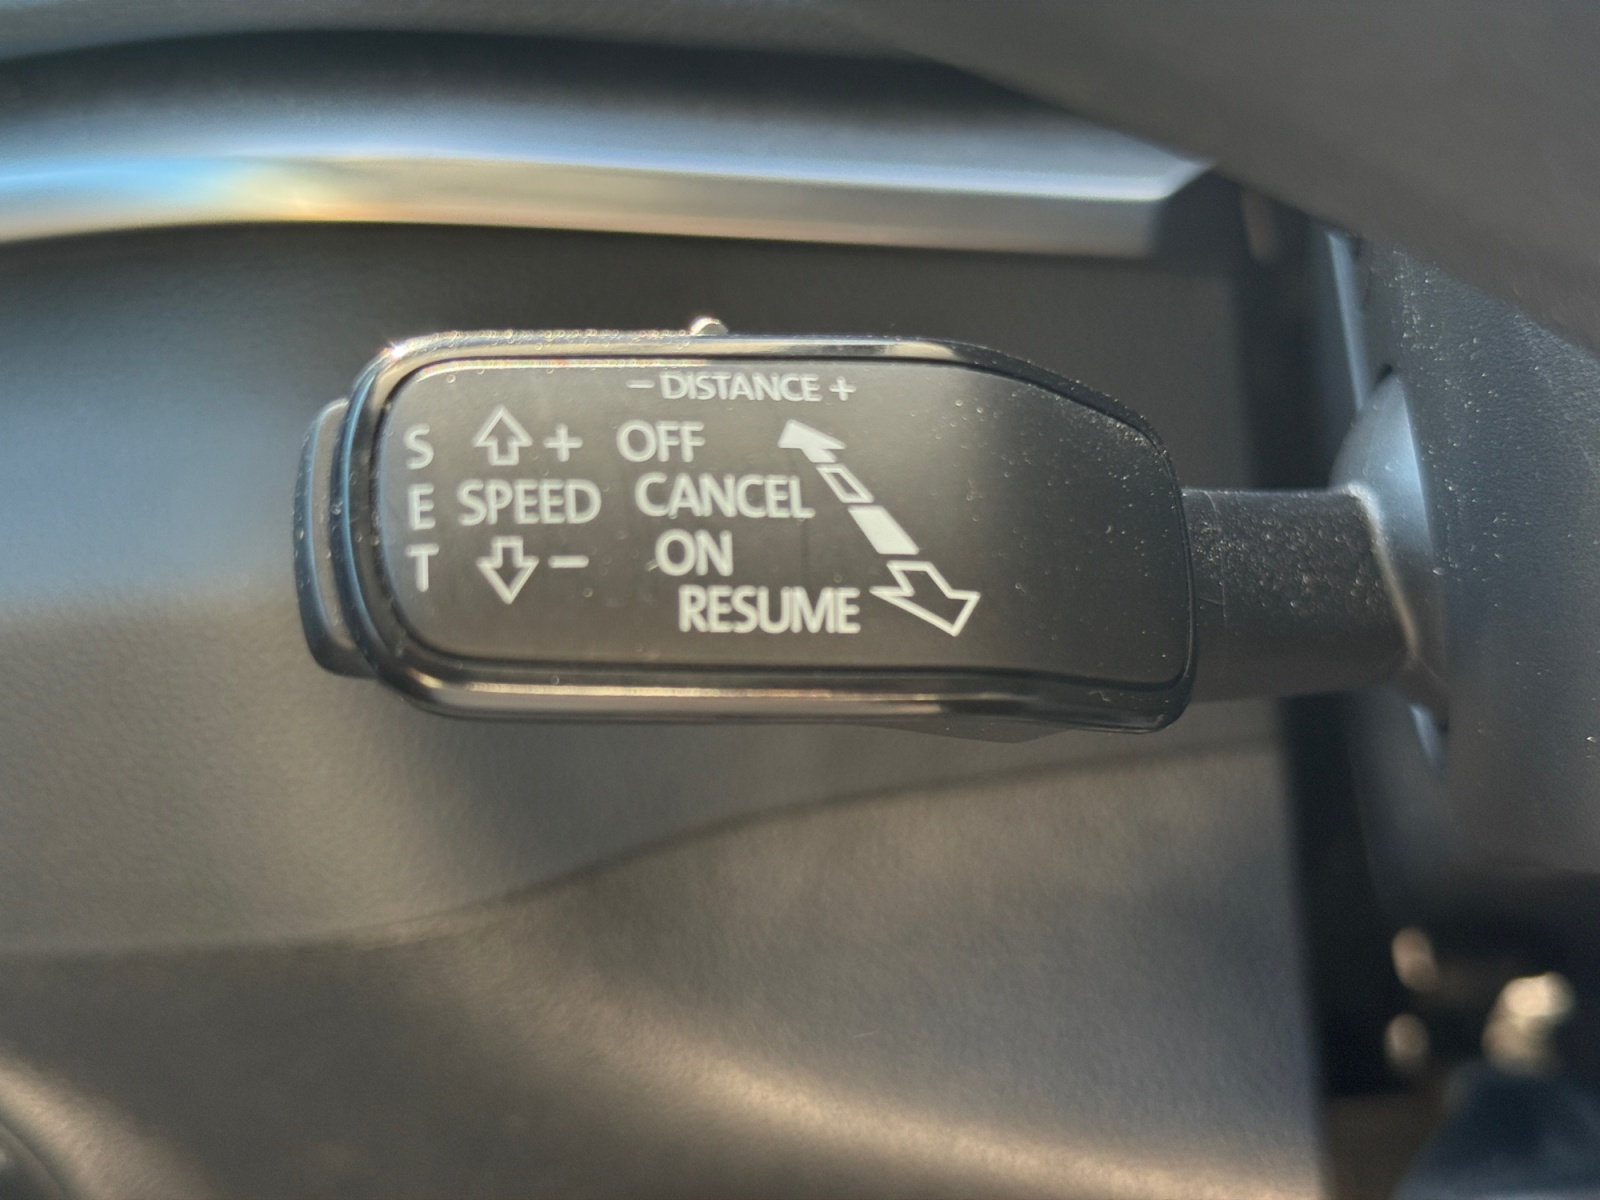 - DISTANCE +
S + OFF
E SPEED CANCEL
T - ON
RESUME